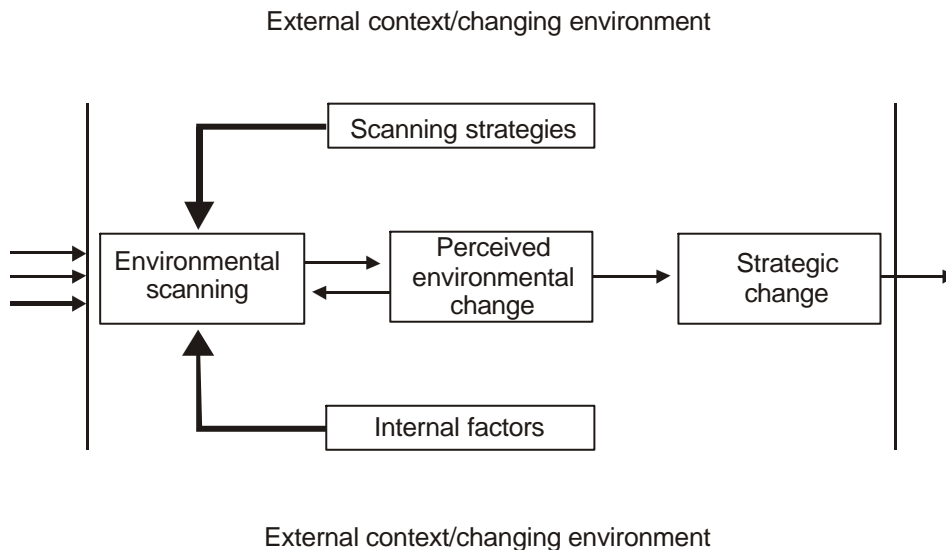 External context/changing environment
Scanning strategies
Environmental
scanning
Perceived
environmental
change
Strategic
change
Internal factors
External context/changing environment